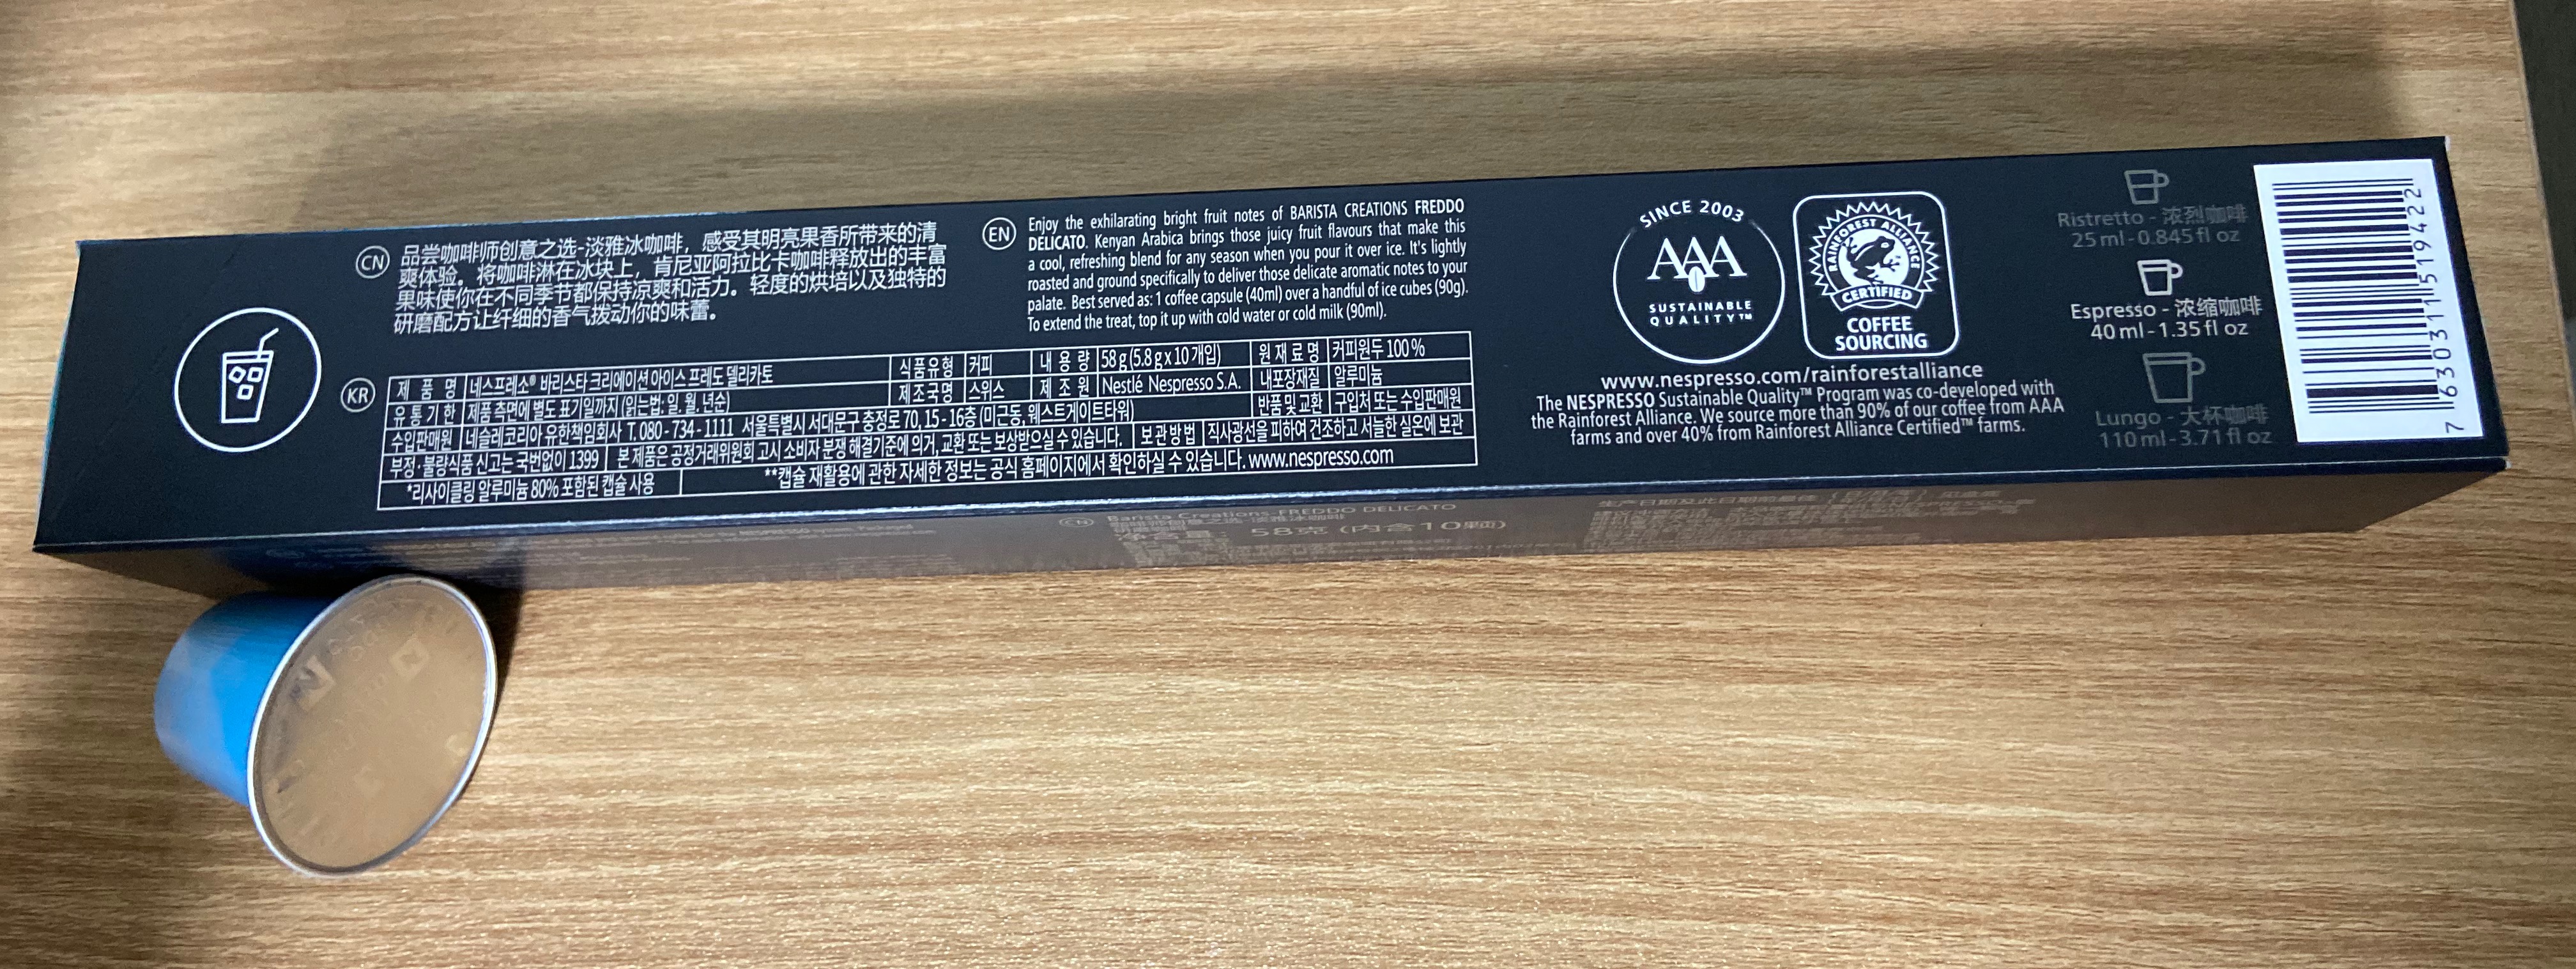 CN
品尝咖啡师创意之选-淡雅冰咖啡，感受其明亮果香所带来的清
爽体验。将咖啡淋在冰块上，肯尼亚阿拉比卡咖啡释放出的丰富
果味使你在不同季节都保持凉爽和活力。轻度的烘培以及独特的
研磨配方让纤细的香气拨动你的味蕾。
EN
Enjoy the exhilarating bright fruit notes of BARISTA CREATIONS FREDDO
DELICATO. Kenyan Arabica brings those juicy fruit flavours that make this
a cool, refreshing blend for any season when you pour it over ice. It's lightly
roasted and ground specifically to deliver those delicate aromatic notes to your
palate. Best served as: 1 coffee capsule (40ml) over a handful of ice cubes (90g).
To extend the treat, top it up with cold water or cold milk (90ml).
KR
제 품 명 네스프레소® 바리스타 크리에이션 아이스 프레도 델리카토 식품유형 커피 내 용 량 58g(5.8gx10개입) 원 재 료 명 커피원두 100%
유 통 기 한 제품 측면에 별도 표기일까지 (읽는법: 일. 월. 년순) 제조국명 스위스 제 조 원 Nestlé Nespresso S.A. 내포장재질 알루미늄
수입판매원 네슬레코리아 유한책임회사 T. 080 - 734 - 1111 서울특별시 서대문구 충정로 70, 15 - 16층 (미근동, 웨스트게이트타워) 반품 및 교환 구입처 또는 수입판매원
부정·불량식품 신고는 국번없이 1399 본 제품은 공정거래위원회 고시 소비자 분쟁 해결기준에 의거, 교환 또는 보상받으실 수 있습니다. 보관 방법 직사광선을 피하여 건조하고 서늘한 실온에 보관
*리사이클링 알루미늄 80% 포함된 캡슐 사용 **캡슐 재활용에 관한 자세한 정보는 공식 홈페이지에서 확인하실 수 있습니다. www.nespresso.com
SINCE 2003
AAA
SUSTAINABLE
QUALITY™
RAINFOREST ALLIANCE
CERTIFIED
COFFEE
SOURCING
www.nespresso.com/rainforestalliance
The NESPRESSO Sustainable Quality™ Program was co-developed with
the Rainforest Alliance. We source more than 90% of our coffee from AAA
farms and over 40% from Rainforest Alliance Certified™ farms.
Ristretto - 浓烈咖啡
25 ml - 0.845 fl oz
Espresso - 浓缩咖啡
40 ml - 1.35 fl oz
Lungo - 大杯咖啡
110 ml - 3.71 fl oz
7 630311 519422
CN
Barista Creations FREDDO DELICATO
咖啡师创意之选 淡雅冰咖啡
净含量: 58克 (内含10颗)